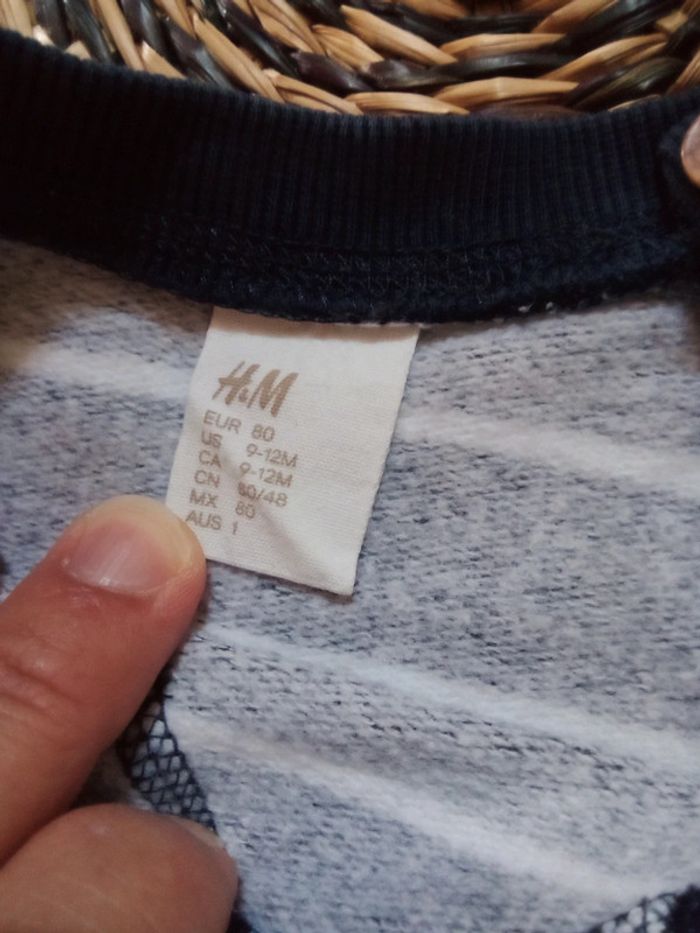 H&M
EUR 80
US 9-12M
CA 9-12M
CN 80/48
MX 80
AUS 1